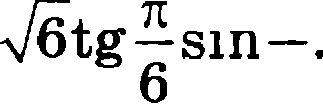 √6tg π/6 sin –.